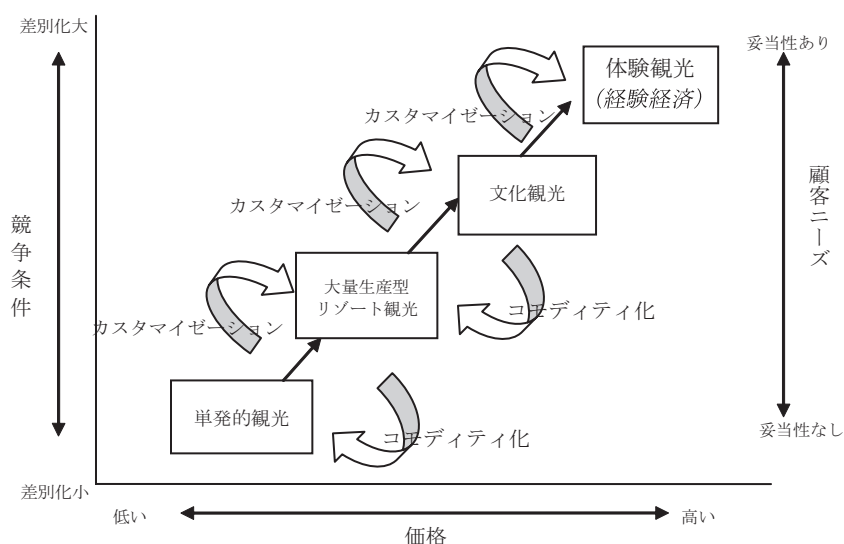 差別化大
妥当性あり
体験観光
(経験経済)
カスタマイゼーション
文化観光
顧客ニーズ
カスタマイゼーション
競争条件
大量生産型
リゾート観光
コモディティ化
カスタマイゼーション
単発的観光
コモディティ化
妥当性なし
差別化小
低い
高い
価格